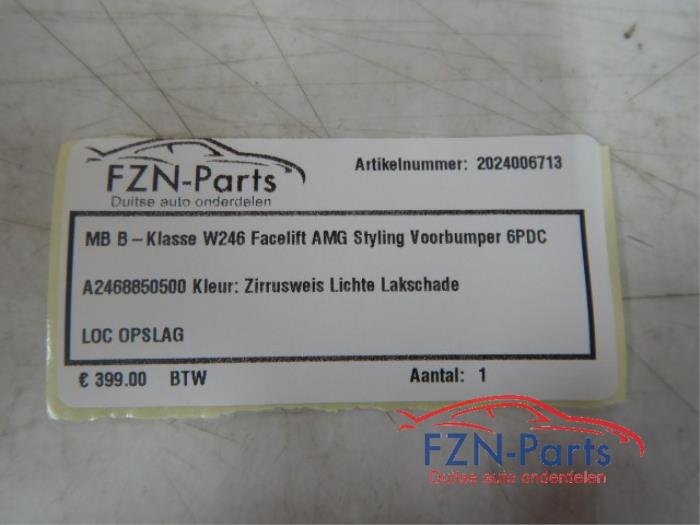 FZN-Parts
Duitse auto onderdelen
Artikelnummer: 2024006713
MB B - Klasse W246 Facelift AMG Styling Voorbumper 6PDC
A2468850500 Kleur: Zirrusweis Lichte Lakschade
LOC OPSLAG
€ 399.00 BTW Aantal: 1
FZN-Parts
Duitse auto onderdelen